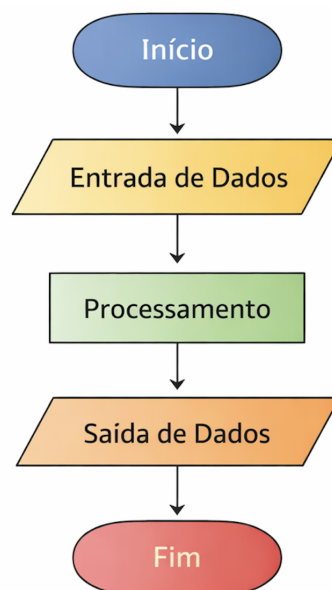 Início
Entrada de Dados
Processamento
Saída de Dados
Fim